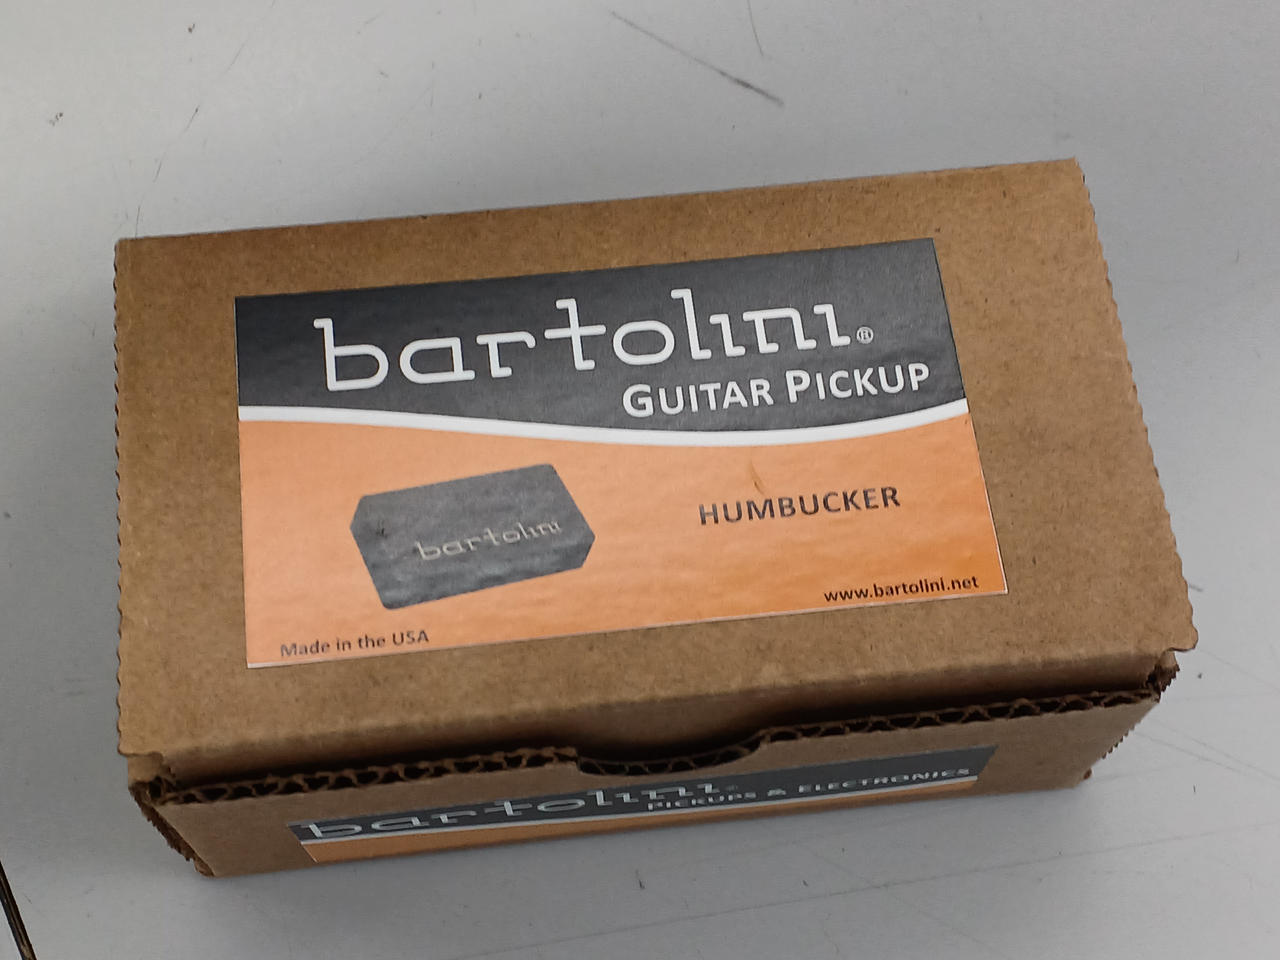 bartolini®
GUITAR PICKUP
bartolini
HUMBUCKER
www.bartolini.net
Made in the USA
bartolini®
PICKUPS & ELECTRONICS